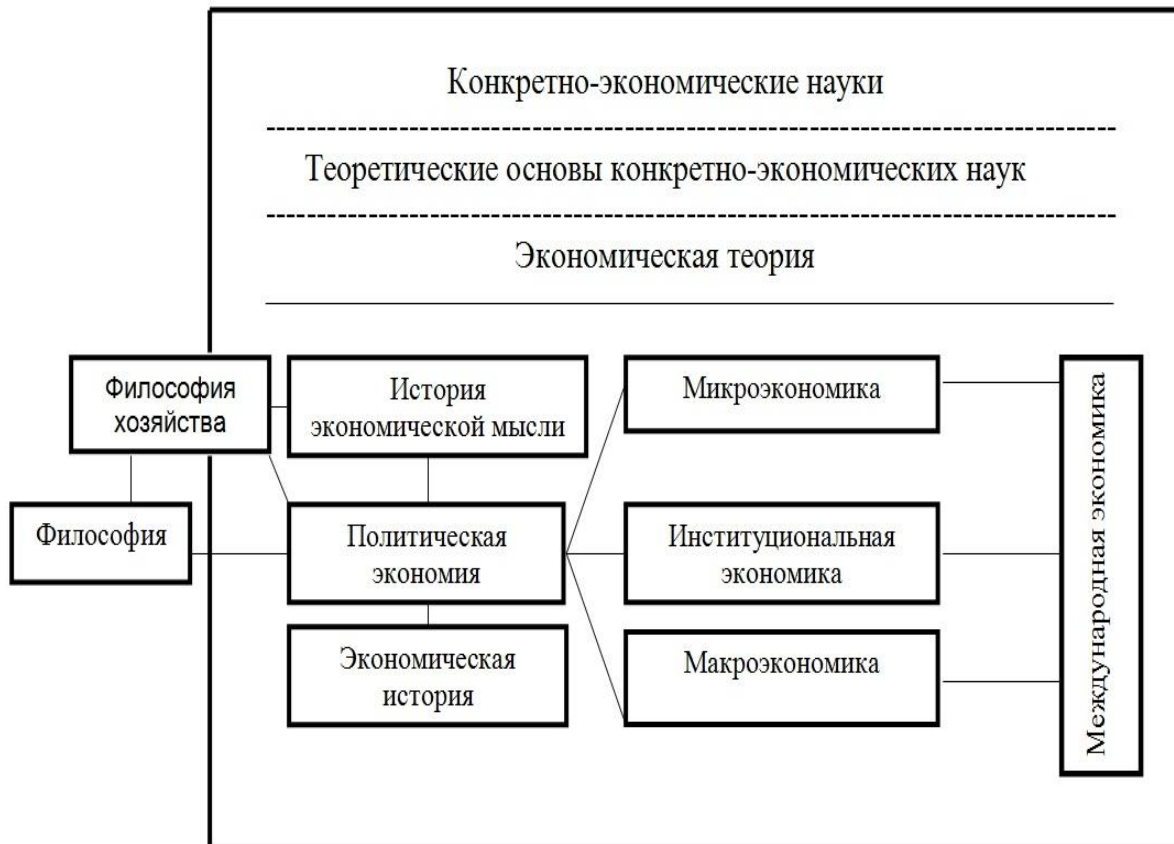 Конкретно-экономические науки
Теоретические основы конкретно-экономических наук
Экономическая теория
Философия
хозяйства
История
экономической мысли
Микроэкономика
Философия
Политическая
экономия
Институциональная
экономика
Экономическая
история
Макроэкономика
Международная экономика